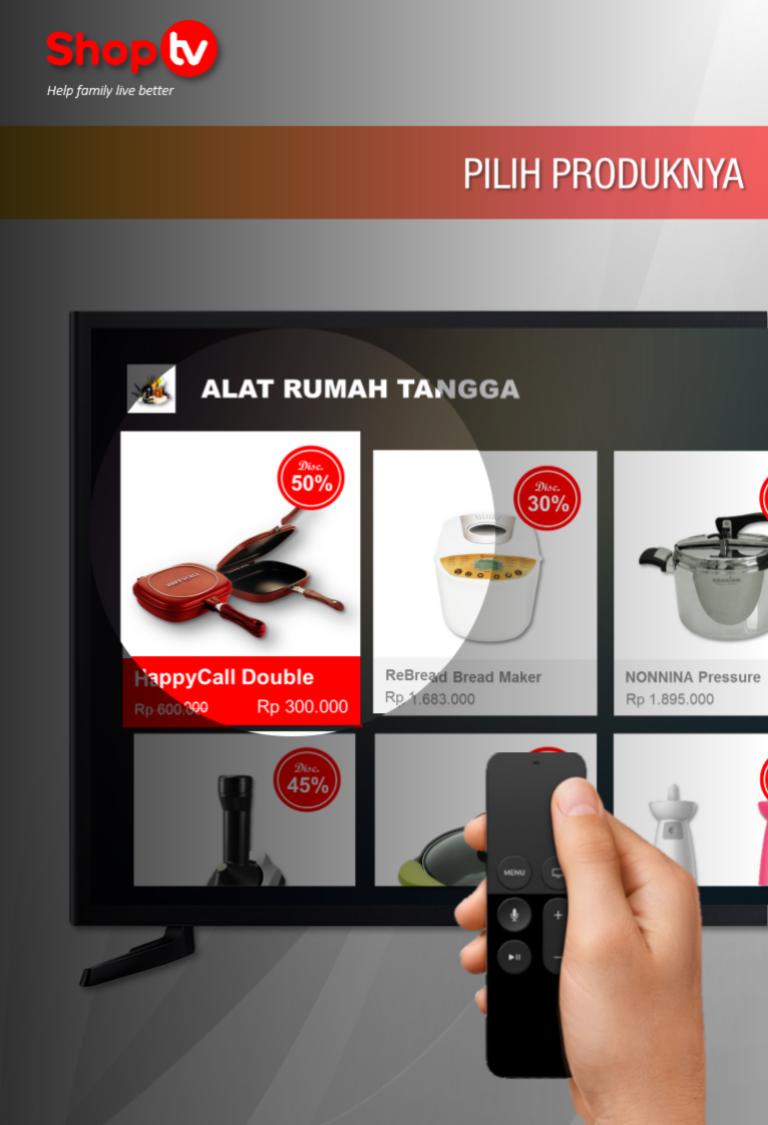 Shop tv
Help family live better
PILIH PRODUKNYA
ALAT RUMAH TANGGA
Disc.
50%
Disc.
30%
HAPPYCALL
HappyCall Double
Rp 600.000 Rp 300.000
ReBread Bread Maker
Rp 1.683.000
NONNINA Pressure
Rp 1.895.000
Disc.
45%
MENU